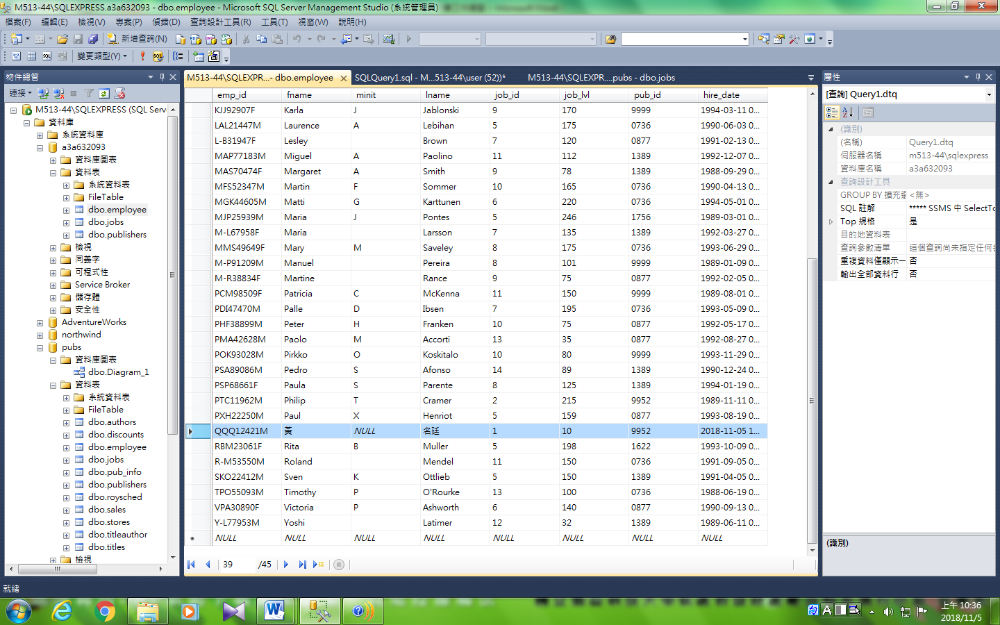 M513-44\SQLEXPRESS.a3a632093 - dbo.employee - Microsoft SQL Server Management Studio (系統管理員)
檔案(F) 編輯(E) 檢視(V) 專案(P) 偵錯(D) 查詢設計工具(R) 工具(T) 視窗(W) 說明(H)
新增查詢(N)
變更類型(Y)
物件總管
連接
M513-44\SQLEXPRESS (SQL Serve
資料庫
系統資料庫
a3a632093
資料庫圖表
資料表
系統資料表
FileTable
dbo.employee
dbo.jobs
dbo.publishers
檢視
同義字
可程式性
Service Broker
儲存體
安全性
AdventureWorks
northwind
pubs
資料庫圖表
dbo.Diagram_1
資料表
系統資料表
FileTable
dbo.authors
dbo.discounts
dbo.employee
dbo.jobs
dbo.pub_info
dbo.publishers
dbo.roysched
dbo.sales
dbo.stores
dbo.titleauthor
dbo.titles
檢視
M513-44\SQLEXPR...- dbo.employee SQLQuery1.sql - M...513-44\user (52))* M513-44\SQLEXPR....pubs - dbo.jobs
emp_id fname minit lname job_id job_lvl pub_id hire_date
KJJ92907F Karla J Jablonski 9 170 9999 1994-03-11 0...
LAL21447M Laurence A Lebihan 5 175 0736 1990-06-03 0...
L-B31947F Lesley Brown 7 120 0877 1991-02-13 0...
MAP77183M Miguel A Paolino 11 112 1389 1992-12-07 0...
MAS70474F Margaret A Smith 9 78 1389 1988-09-29 0...
MFS52347M Martin F Sommer 10 165 0736 1990-04-13 0...
MGK44605M Matti G Karttunen 6 220 0736 1994-05-01 0...
MJP25939M Maria J Pontes 5 246 1756 1989-03-01 0...
M-L67958F Maria Larsson 7 135 1389 1992-03-27 0...
MMS49649F Mary M Saveley 8 175 0736 1993-06-29 0...
M-P91209M Manuel Pereira 8 101 9999 1989-01-09 0...
M-R38834F Martine Rance 9 75 0877 1992-02-05 0...
PCM98509F Patricia C McKenna 11 150 9999 1989-08-01 0...
PDI47470M Palle D Ibsen 7 195 0736 1993-05-09 0...
PHF38899M Peter H Franken 10 75 0877 1992-05-17 0...
PMA42628M Paolo M Accorti 13 35 0877 1992-08-27 0...
POK93028M Pirkko O Koskitalo 10 80 9999 1993-11-29 0...
PSA89086M Pedro S Afonso 14 89 1389 1990-12-24 0...
PSP68661F Paula S Parente 8 125 1389 1994-01-19 0...
PTC11962M Philip T Cramer 2 215 9952 1989-11-11 0...
PXH22250M Paul X Henriot 5 159 0877 1993-08-19 0...
QQQ12421M 黃 NULL 名廷 1 10 9952 2018-11-05 1...
RBM23061F Rita B Muller 5 198 1622 1993-10-09 0...
R-M53550M Roland Mendel 11 150 0736 1991-09-05 0...
SKO22412M Sven K Ottlieb 5 150 1389 1991-04-05 0...
TPO55093M Timothy P O'Rourke 13 100 0736 1988-06-19 0...
VPA30890F Victoria P Ashworth 6 140 0877 1990-09-13 0...
Y-L77953M Yoshi Latimer 12 32 1389 1989-06-11 0...
NULL NULL NULL NULL NULL NULL NULL NULL
39 /45
屬性
[查詢] Query1.dtq
(識別)
(名稱) Query1.dtq
伺服器名稱 m513-44\sqlexpress
資料庫名稱 a3a632093
查詢設計工具
GROUP BY 擴充選 <無>
SQL 註解 ***** SSMS 中 SelectTo
Top 規格 是
目的地資料表
查詢參數清單 這個查詢尚未指定任何參
重複資料僅顯示一 否
輸出全部資料行 否
(識別)
就緒
上午 10:36
2018/11/5